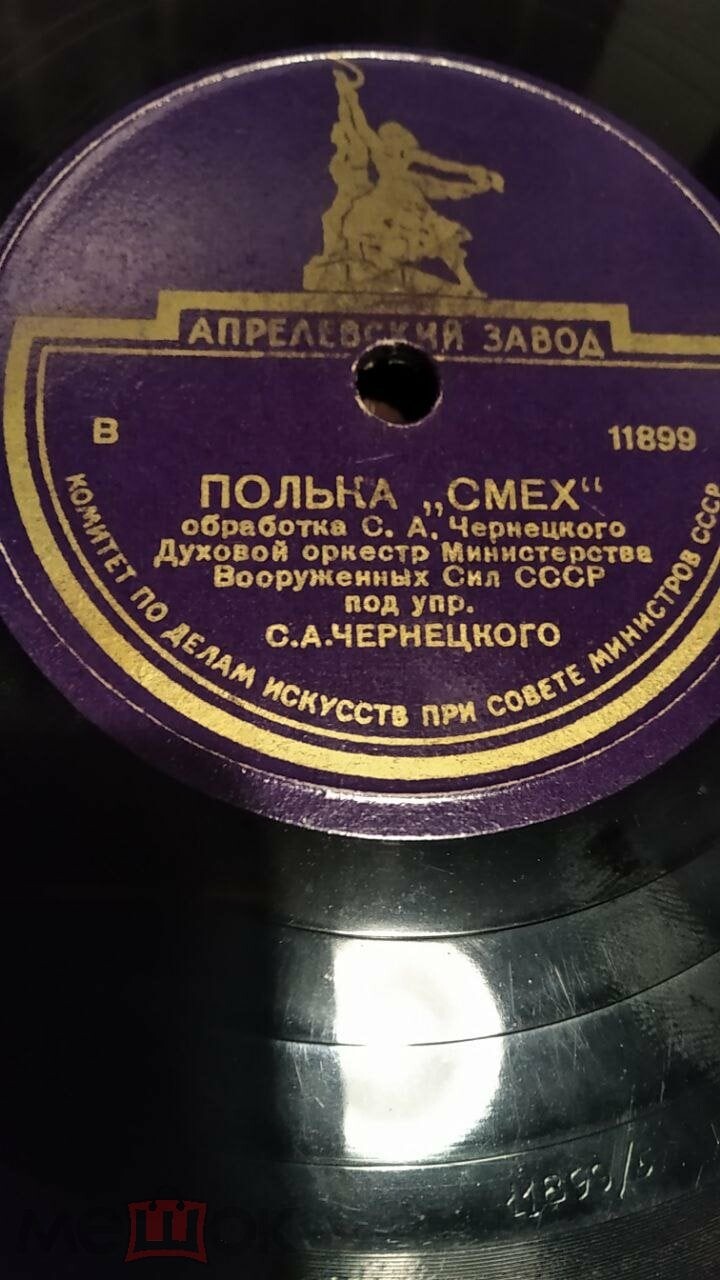 АПРЕЛЕВСКИЙ ЗАВОД
В 11899
ПОЛЬКА „СМЕХ“
обработка С. А. Чернецкого
Духовой оркестр Министерства
Вооруженных Сил СССР
под упр.
С.А.ЧЕРНЕЦКОГО
КОМИТЕТ ПО ДЕЛАМ ИСКУССТВ ПРИ СОВЕТЕ МИНИСТРОВ СССР
мешок